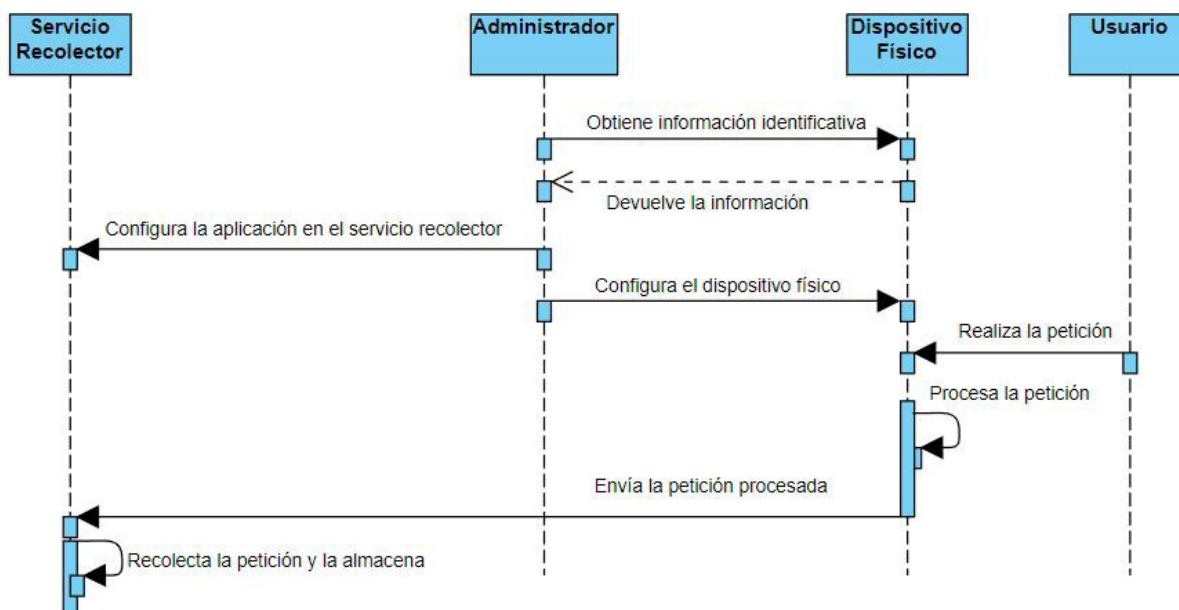 Servicio
Recolector
Administrador
Dispositivo
Físico
Usuario
Obtiene información identificativa
Devuelve la información
Configura la aplicación en el servicio recolector
Configura el dispositivo físico
Realiza la petición
Procesa la petición
Envía la petición procesada
Recolecta la petición y la almacena